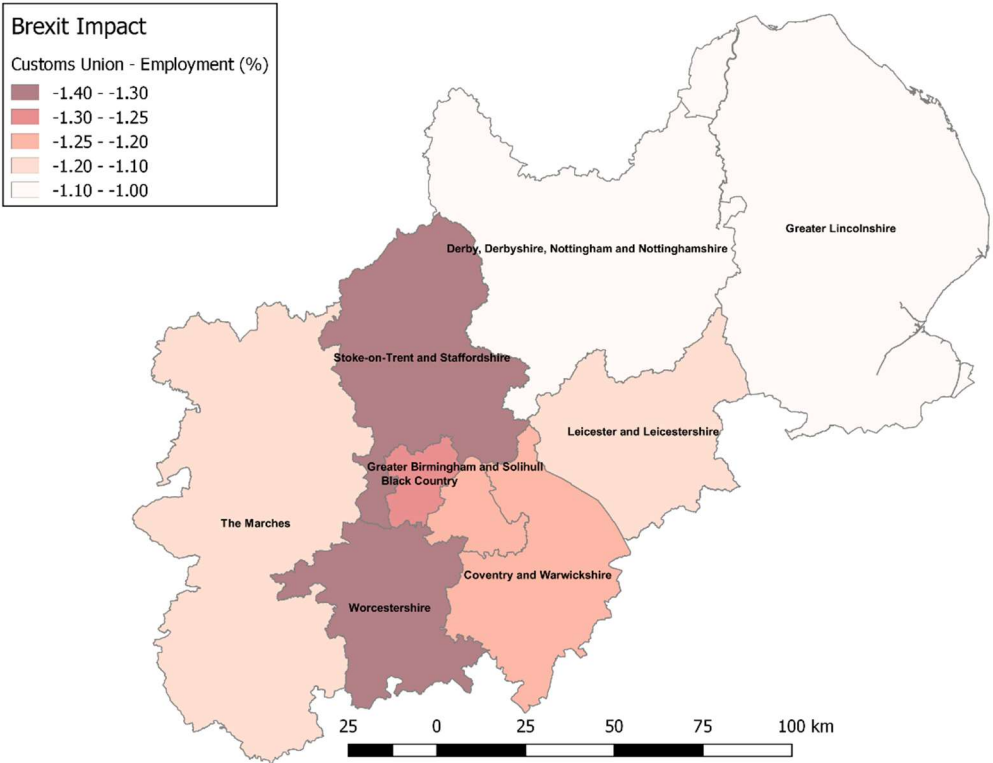 Brexit Impact
Customs Union - Employment (%)
-1.40 - -1.30
-1.30 - -1.25
-1.25 - -1.20
-1.20 - -1.10
-1.10 - -1.00
Greater Lincolnshire
Derby, Derbyshire, Nottingham and Nottinghamshire
Stoke-on-Trent and Staffordshire
Leicester and Leicestershire
Greater Birmingham and Solihull
Black Country
The Marches
Coventry and Warwickshire
Worcestershire
25 0 25 50 75 100 km